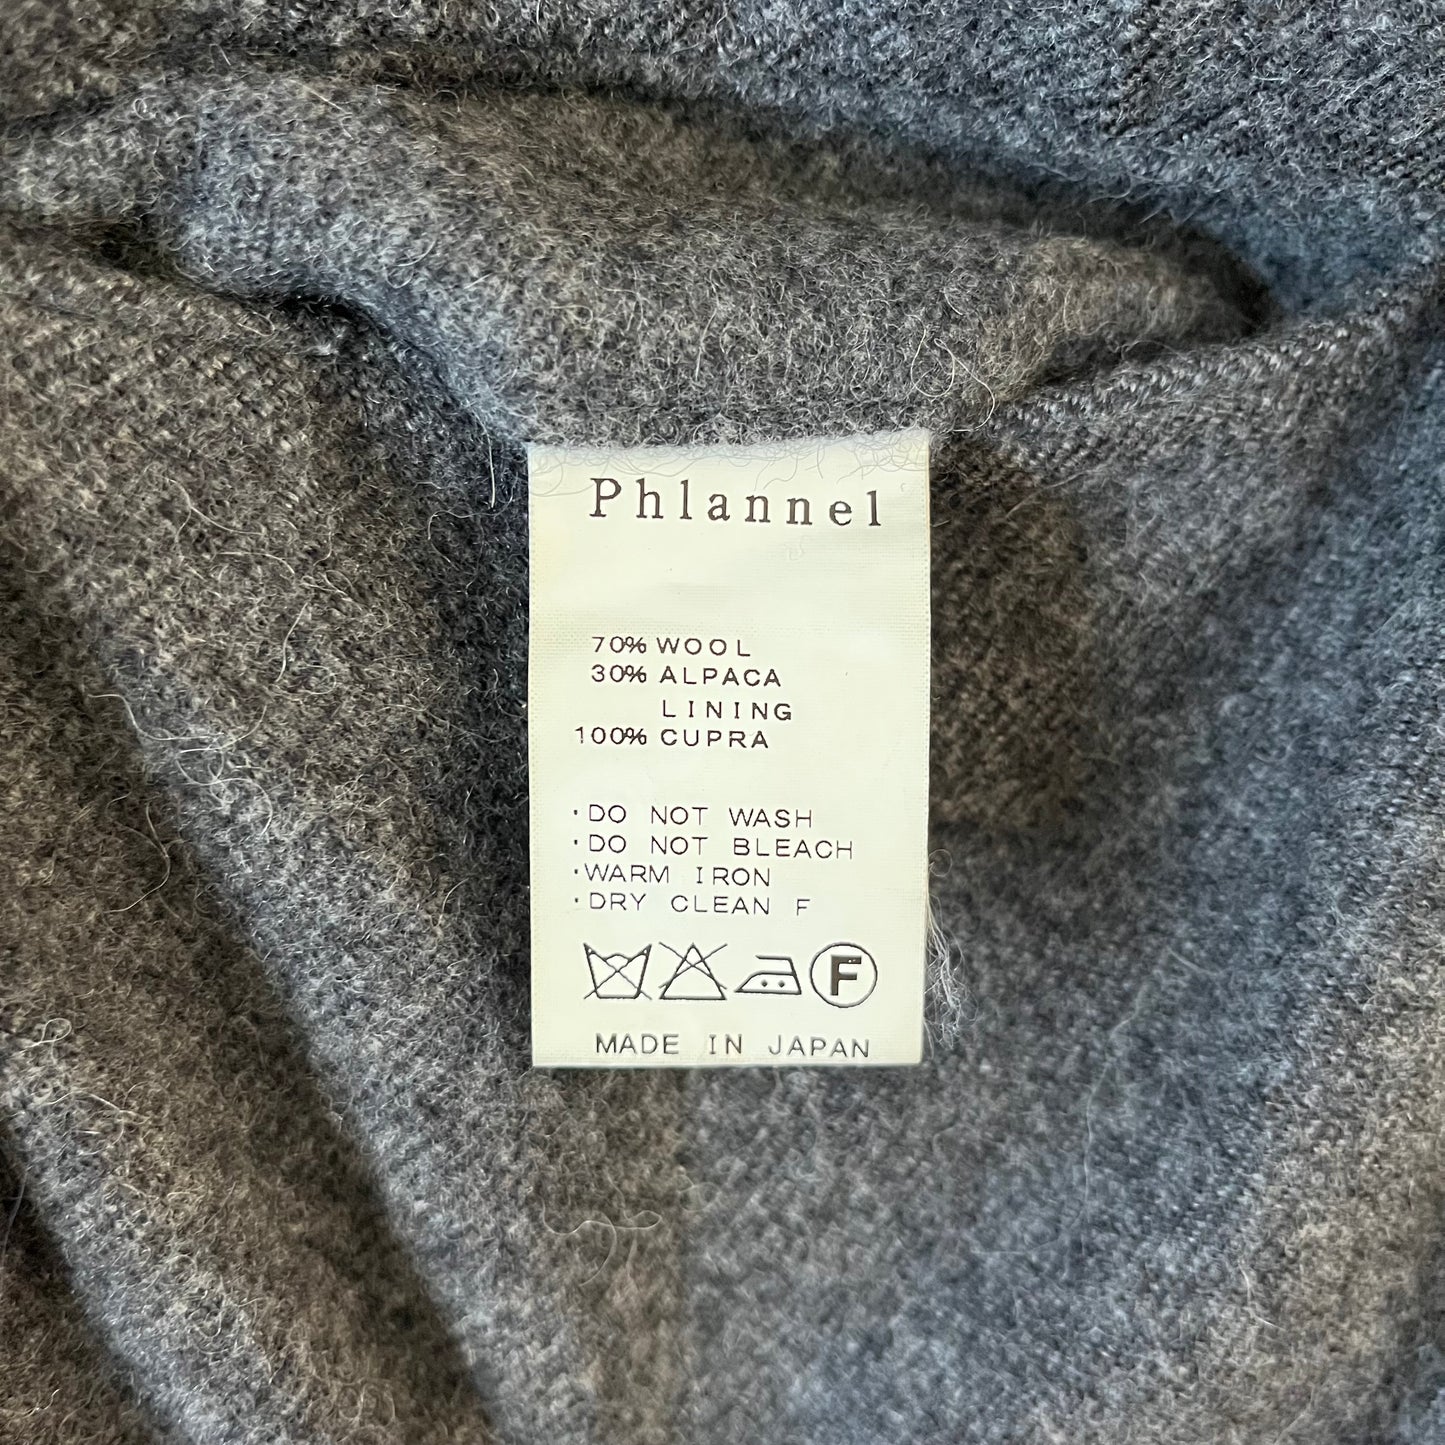 Phlannel
70% WOOL
30% ALPACA
LINING
100% CUPRA
·DO NOT WASH
·DO NOT BLEACH
·WARM IRON
·DRY CLEAN F
F
MADE IN JAPAN